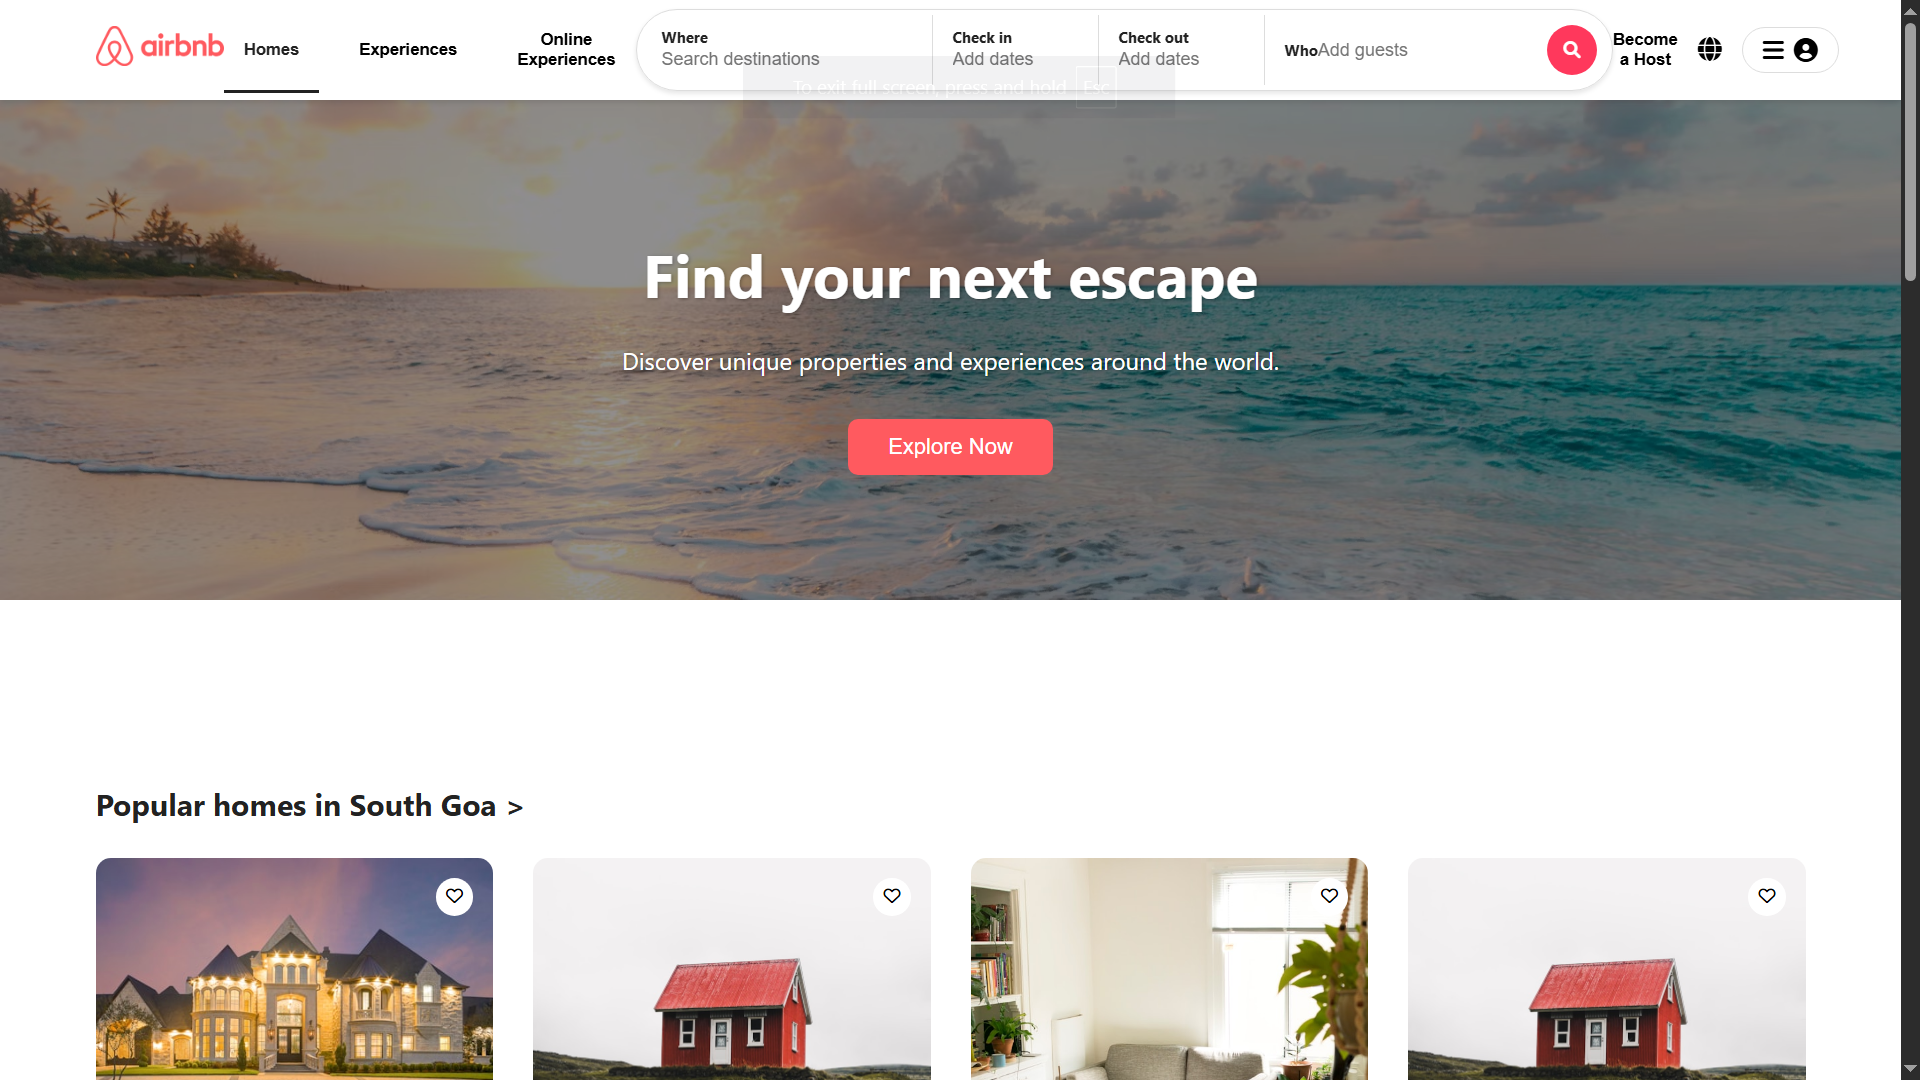 airbnb
Homes
Experiences
Online
Experiences
Where
Search destinations
Check in
Add dates
Check out
Add dates
Who Add guests
Become
a Host
To exit full screen, press and hold Esc
Find your next escape
Discover unique properties and experiences around the world.
Explore Now
Popular homes in South Goa >